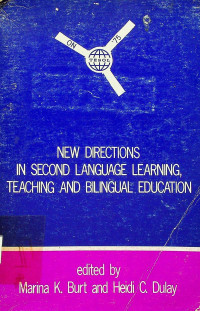 ON
'75
TESOL
NEW DIRECTIONS
IN SECOND LANGUAGE LEARNING,
TEACHING AND BILINGUAL EDUCATION
edited by
Marina K. Burt and Heidi C. Dulay